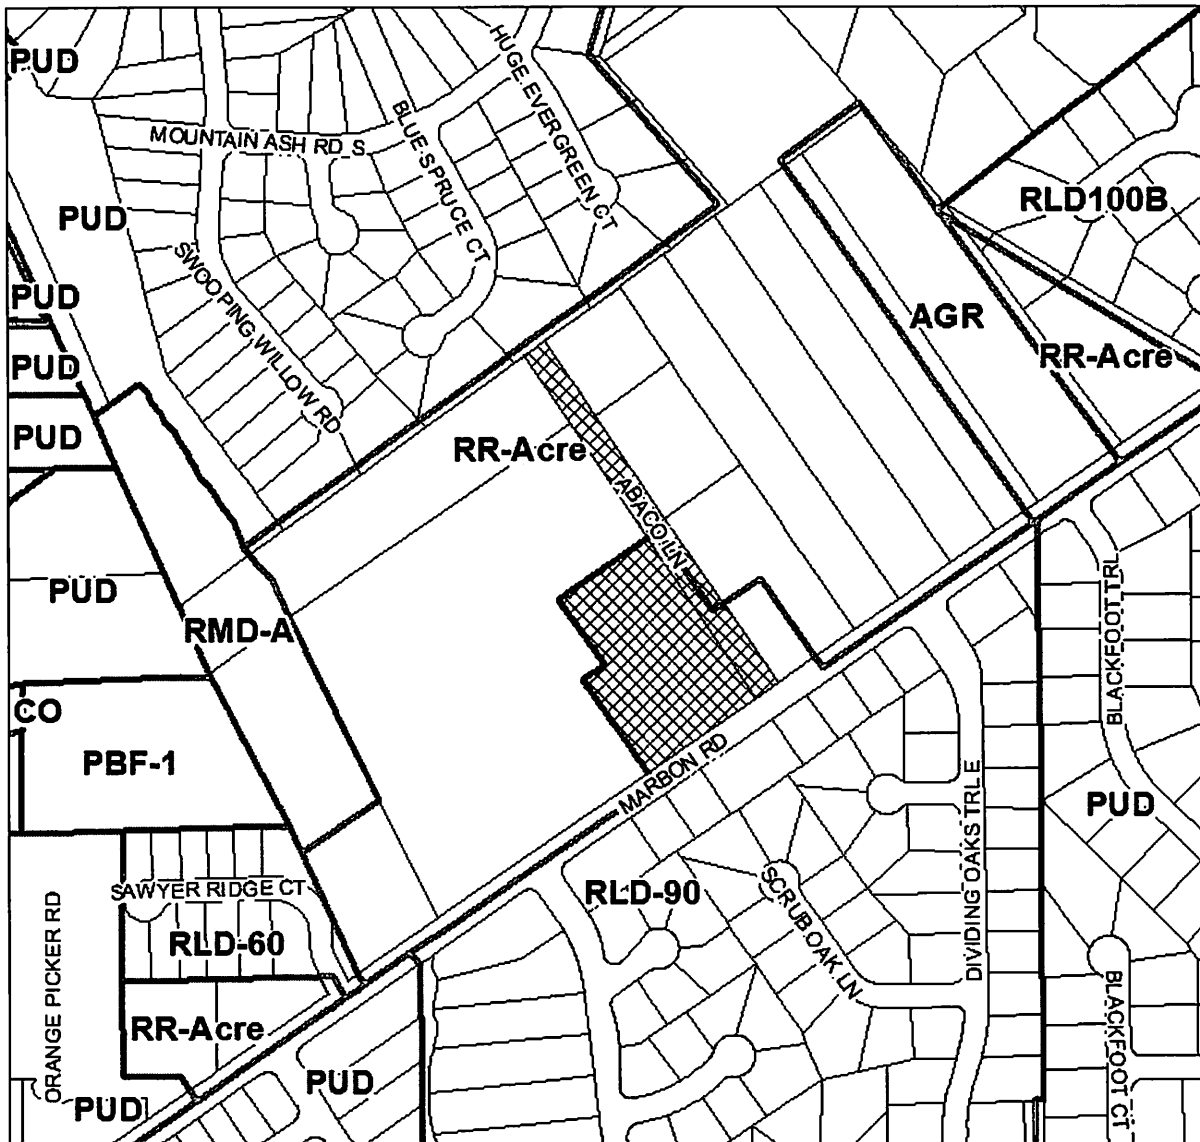 PUD
HUGE EVERGREEN CT
BLUE SPRUCE CT
MOUNTAIN ASH RD S
RLD100B
PUD
SWOOPING WILLOW RD
PUD
AGR
RR-Acre
PUD
PUD
RR-Acre
TABACO LN
BLACKFOOT TRL
PUD
RMD-A
CO
PBF-1
MARBON RD
DIVIDING OAKS TRL E
PUD
SCRUB OAK LN
RLD-90
SAWYER RIDGE CT
ORANGE PICKER RD
RLD-60
BLACKFOOT CT
RR-Acre
PUD
PUD